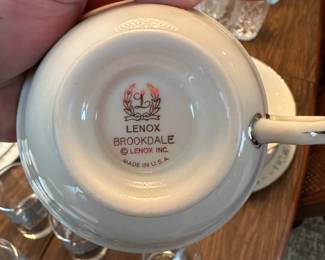 L
LENOX
BROOKDALE
© LENOX INC.
MADE IN U.S.A.